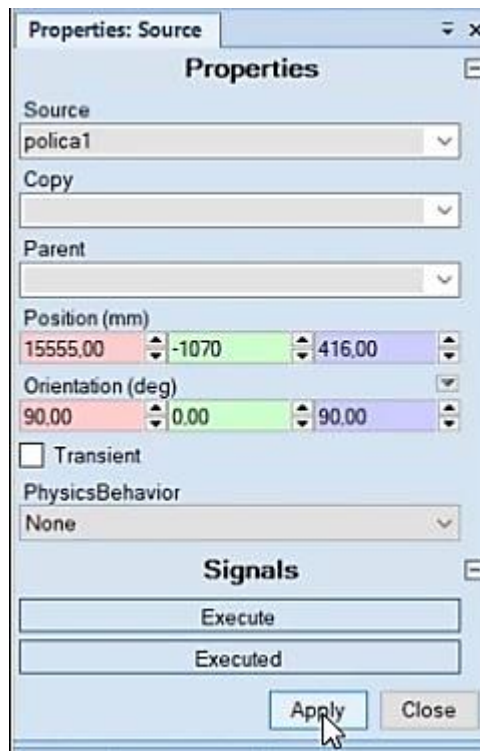 Properties: Source
Properties
Source
polica1
Copy
Parent
Position (mm)
15555,00 -1070 416,00
Orientation (deg)
90,00 0,00 90,00
Transient
PhysicsBehavior
None
Signals
Execute
Executed
Apply Close